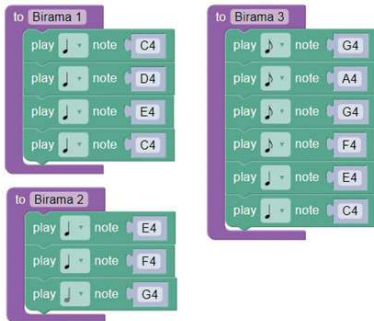 to Birama 1
play ♩ note C4
play ♩ note D4
play ♩ note E4
play ♩ note C4
to Birama 2
play ♩ note E4
play ♩ note F4
play 𝅗𝅥 note G4
to Birama 3
play ♪ note G4
play ♪ note A4
play ♪ note G4
play ♪ note F4
play ♩ note E4
play ♩ note C4